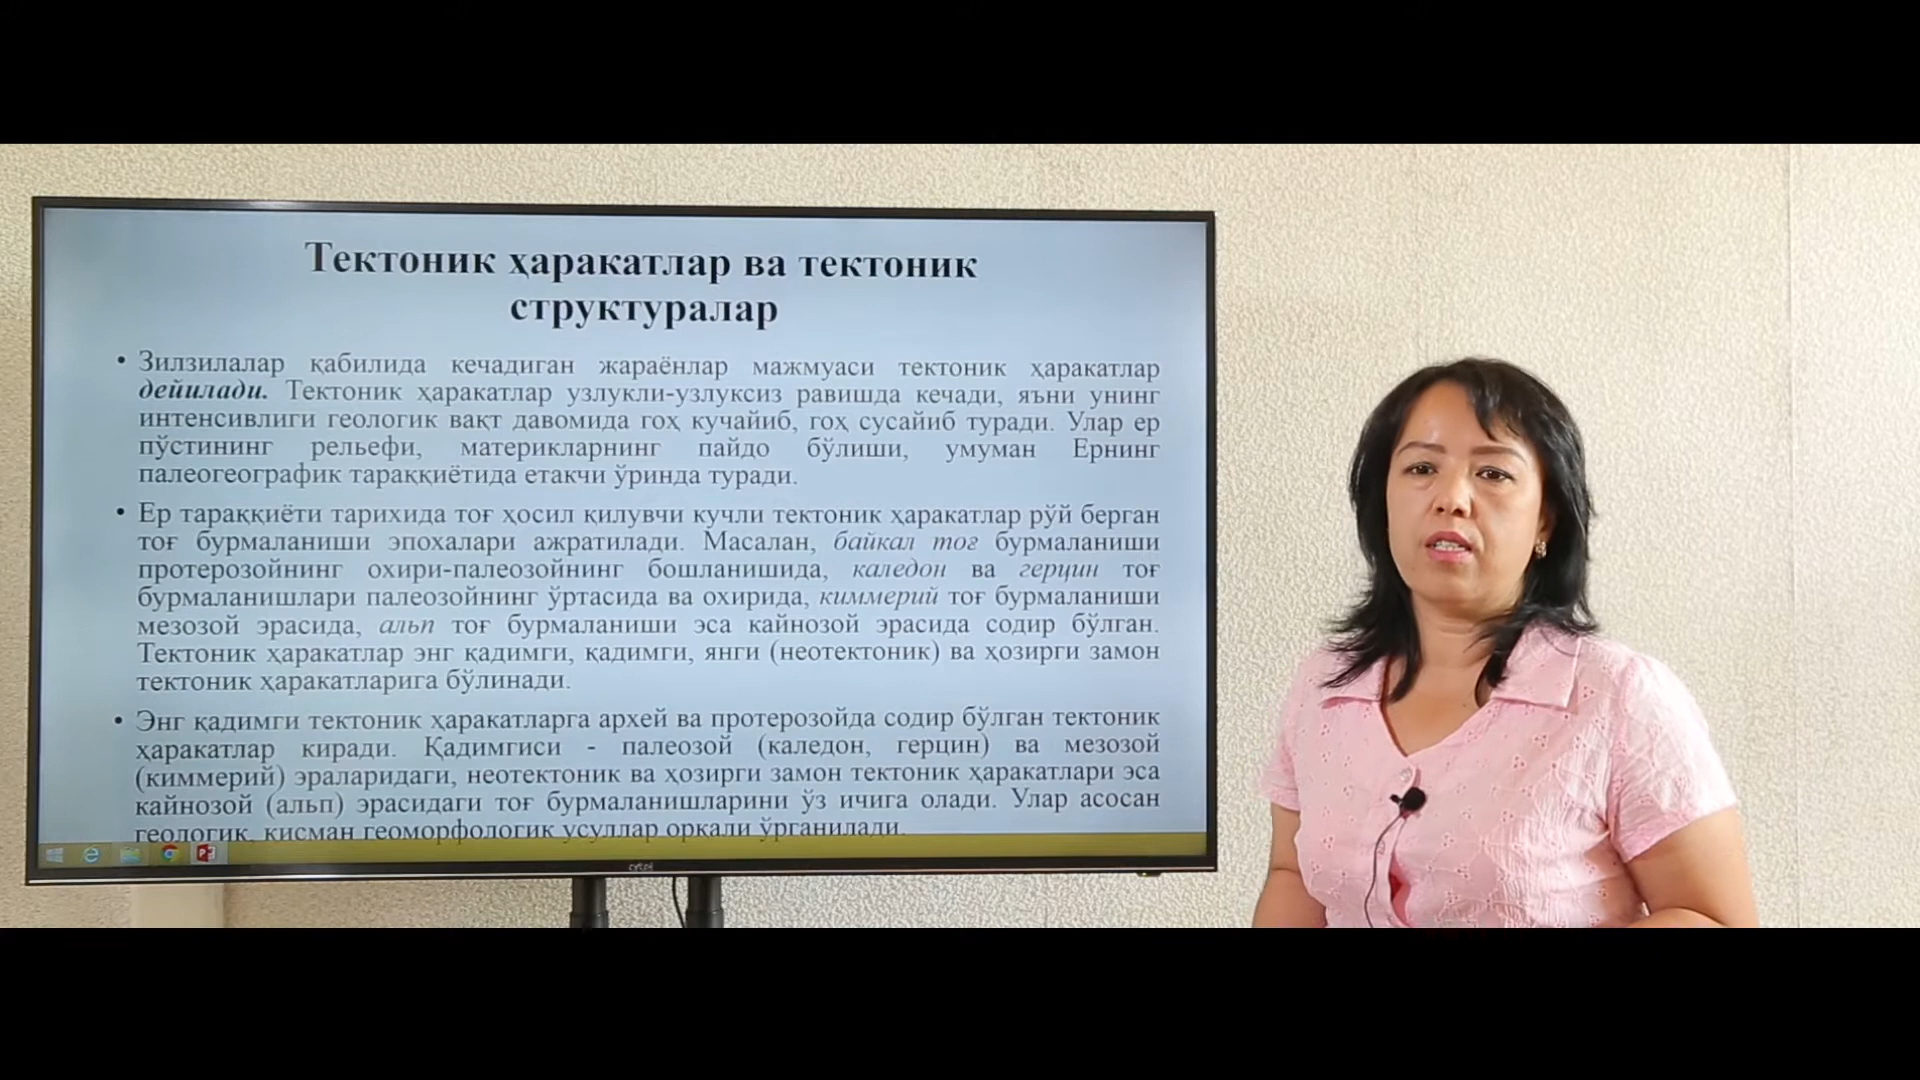 Тектоник ҳаракатлар ва тектоник
структуралар
• Зилзилалар қабилида кечадиган жараёнлар мажмуаси тектоник ҳаракатлар
дейилади. Тектоник ҳаракатлар узлукли-узлуксиз равишда кечади, яъни унинг
интенсивлиги геологик вақт давомида гоҳ кучайиб, гоҳ сусайиб туради. Улар ер
пўстининг рельефи, материкларнинг пайдо бўлиши, умуман Ернинг
палеогеографик тараққиётида етакчи ўринда туради.
• Ер тараққиёти тарихида тоғ ҳосил қилувчи кучли тектоник ҳаракатлар рўй берган
тоғ бурмаланиши эпохалари ажратилади. Масалан, байкал тоғ бурмаланиши
протерозойнинг охири-палеозойнинг бошланишида, каледон ва герцин тоғ
бурмаланишлари палеозойнинг ўртасида ва охирида, киммерий тоғ бурмаланиши
мезозой эрасида, альп тоғ бурмаланиши эса кайнозой эрасида содир бўлган.
Тектоник ҳаракатлар энг қадимги, қадимги, янги (неотектоник) ва ҳозирги замон
тектоник ҳаракатларига бўлинади.
• Энг қадимги тектоник ҳаракатларга архей ва протерозойда содир бўлган тектоник
ҳаракатлар киради. Қадимгиси - палеозой (каледон, герцин) ва мезозой
(киммерий) эраларидаги, неотектоник ва ҳозирги замон тектоник ҳаракатлари эса
кайнозой (альп) эрасидаги тоғ бурмаланишларини ўз ичига олади. Улар асосан
геологик, қисман геоморфологик усуллар орқали ўрганилади.